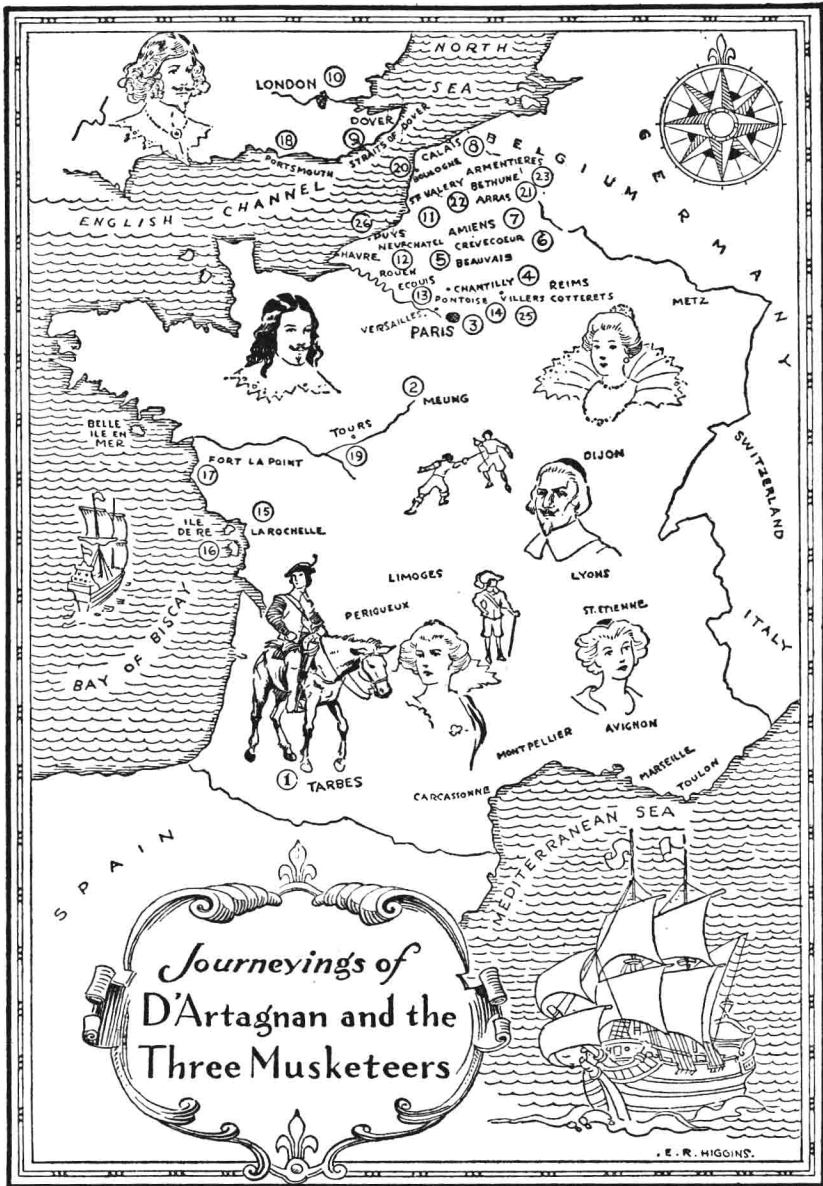 NORTH
SEA
LONDON 10
DOVER
9
STRAITS OF DOVER
18
PORTSMOUTH
20
CALAIS
8
BOULOGNE
BELGIUM
GERMANY
ARMENTIERES
23
ST VALERY
BETHUNE
22
ARRAS
21
ENGLISH CHANNEL
26
11
PUYS
AMIENS
7
NEUFCHATEL
CREVECOEUR
6
HAVRE
12
5
BEAUVAIS
ROUEN
ECOUIS
13
CHANTILLY
4
REIMS
PONTOISE
VILLERS COTTERETS
14
25
METZ
VERSAILLES
PARIS
3
2
MEUNG
BELLE
ILE EN
MER
TOURS
19
FORT LA POINT
17
DIJON
SWITZERLAND
15
ILE
DE RE
LA ROCHELLE
16
LIMOGES
LYONS
PERIGUEUX
ST. ETIENNE
ITALY
BAY OF BISCAY
MONTPELLIER
AVIGNON
MARSEILLE
TOULON
1 TARBES
CARCASSONNE
MEDITERRANEAN SEA
SPAIN
Journeyings of
D'Artagnan and the
Three Musketeers
.E.R. HIGGINS.